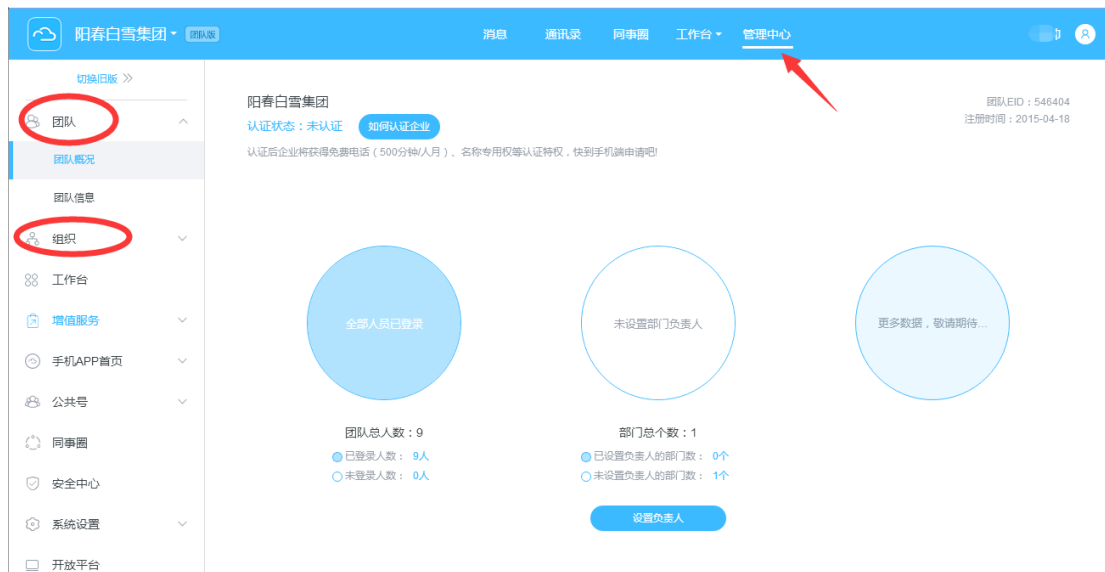 阳春白雪集团 团队版 消息 通讯录 同事圈 工作台 管理中心
切换旧版
团队
团队概况
团队信息
组织
工作台
增值服务
手机APP首页
公共号
同事圈
安全中心
系统设置
开放平台
阳春白雪集团
认证状态：未认证 如何认证企业
认证后企业将获得免费电话（500分钟/人月）、名称专用权等认证特权，快到手机端申请吧!
团队EID：546404
注册时间：2015-04-18
全部人员已登录
未设置部门负责人
更多数据，敬请期待...
团队总人数：9
已登录人数： 9人
未登录人数： 0人
部门总个数：1
已设置负责人的部门数： 0个
未设置负责人的部门数： 1个
设置负责人